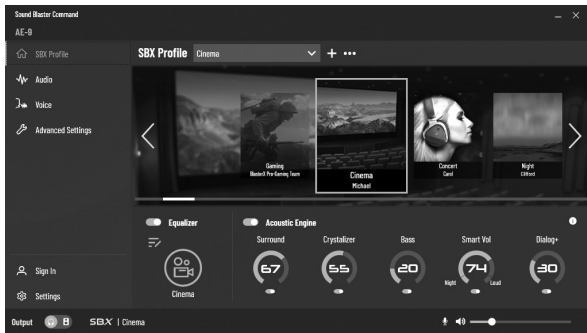 Sound Blaster Command
AE-9
SBX Profile
Audio
Voice
Advanced Settings
Sign In
Settings
SBX Profile Cinema
Gaming
BlasterX Pro-Gaming Team
Cinema
Michael
Concert
Carol
Night
Clifford
Equalizer
Cinema
Acoustic Engine
Surround Crystalizer Bass Smart Vol Dialog+
67 55 20 74 30
Night Loud
Output SBX | Cinema